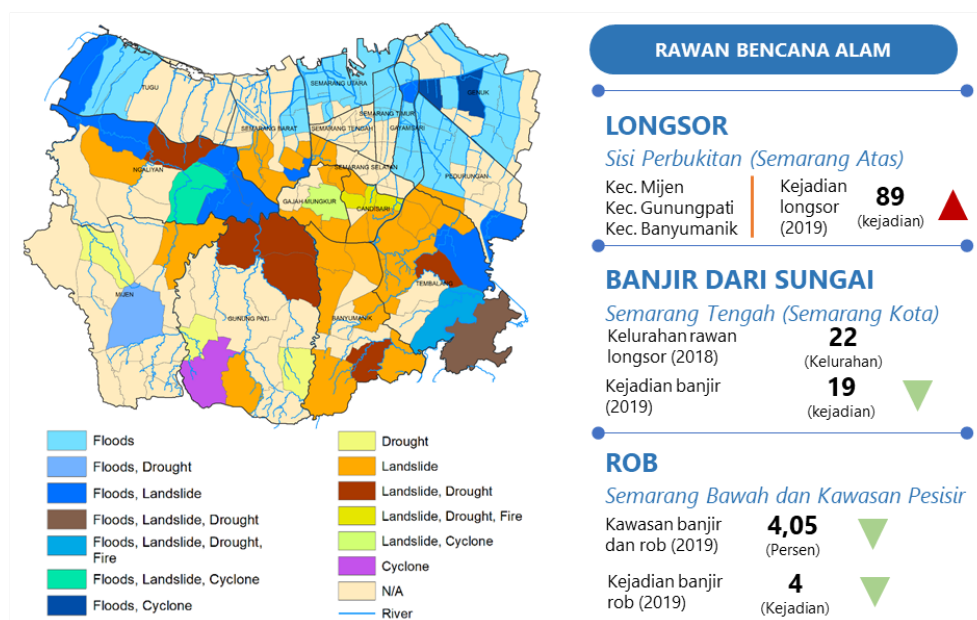 TUGU
SEMARANG UTARA
GENUK
SEMARANG TIMUR
SEMARANG BARAT
SEMARANG TENGAH
GAYAMSARI
SEMARANG SELATAN
PEDURUNGAN
NGALIYAN
GAJAH MUNGKUR
CANDISARI
TEMBALANG
MIJEN
GUNUNG PATI
BANYUMANIK
Floods
Floods, Drought
Floods, Landslide
Floods, Landslide, Drought
Floods, Landslide, Drought,
Fire
Floods, Landslide, Cyclone
Floods, Cyclone
Drought
Landslide
Landslide, Drought
Landslide, Drought, Fire
Landslide, Cyclone
Cyclone
N/A
River
RAWAN BENCANA ALAM
LONGSOR
Sisi Perbukitan (Semarang Atas)
Kec. Mijen
Kec. Gunungpati
Kec. Banyumanik
Kejadian
longsor
(2019)
89
(kejadian)
BANJIR DARI SUNGAI
Semarang Tengah (Semarang Kota)
Kelurahan rawan
longsor (2018)
22
(Kelurahan)
Kejadian banjir
(2019)
19
(kejadian)
ROB
Semarang Bawah dan Kawasan Pesisir
Kawasan banjir
dan rob (2019)
4,05
(Persen)
Kejadian banjir
rob (2019)
4
(Kejadian)